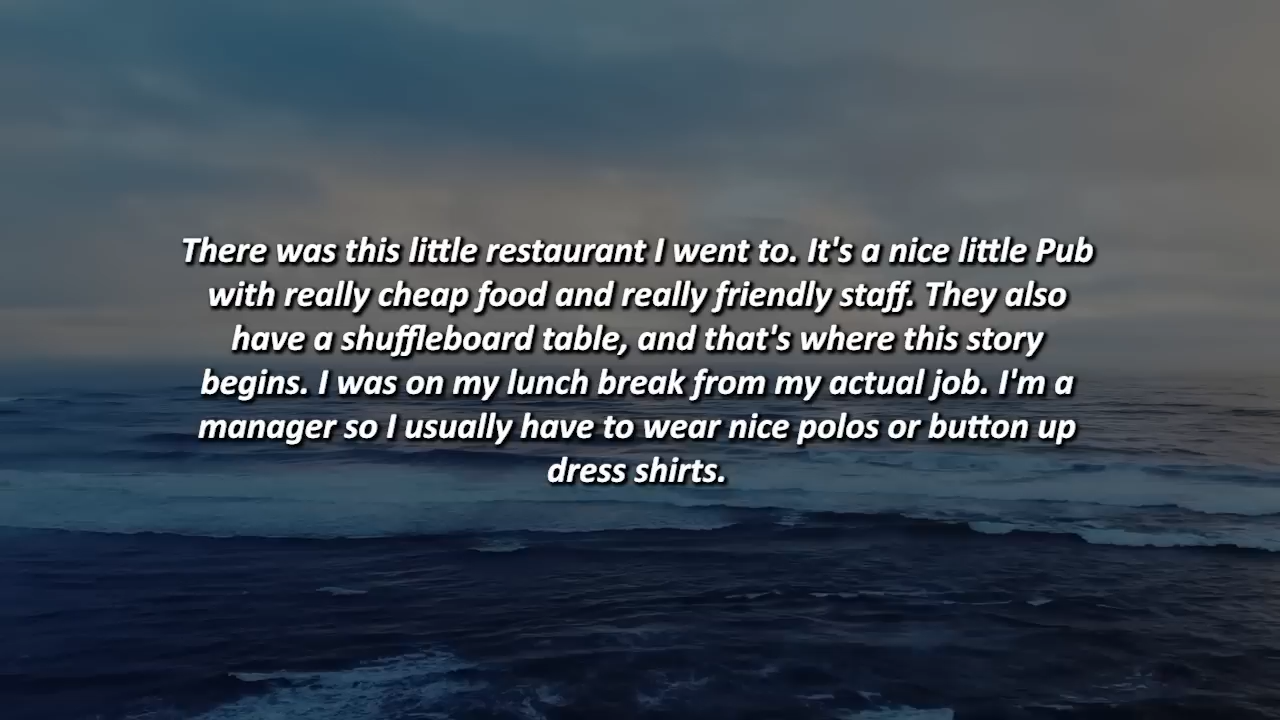 There was this little restaurant I went to. It's a nice little Pub
with really cheap food and really friendly staff. They also
have a shuffleboard table, and that's where this story
begins. I was on my lunch break from my actual job. I'm a
manager so I usually have to wear nice polos or button up
dress shirts.